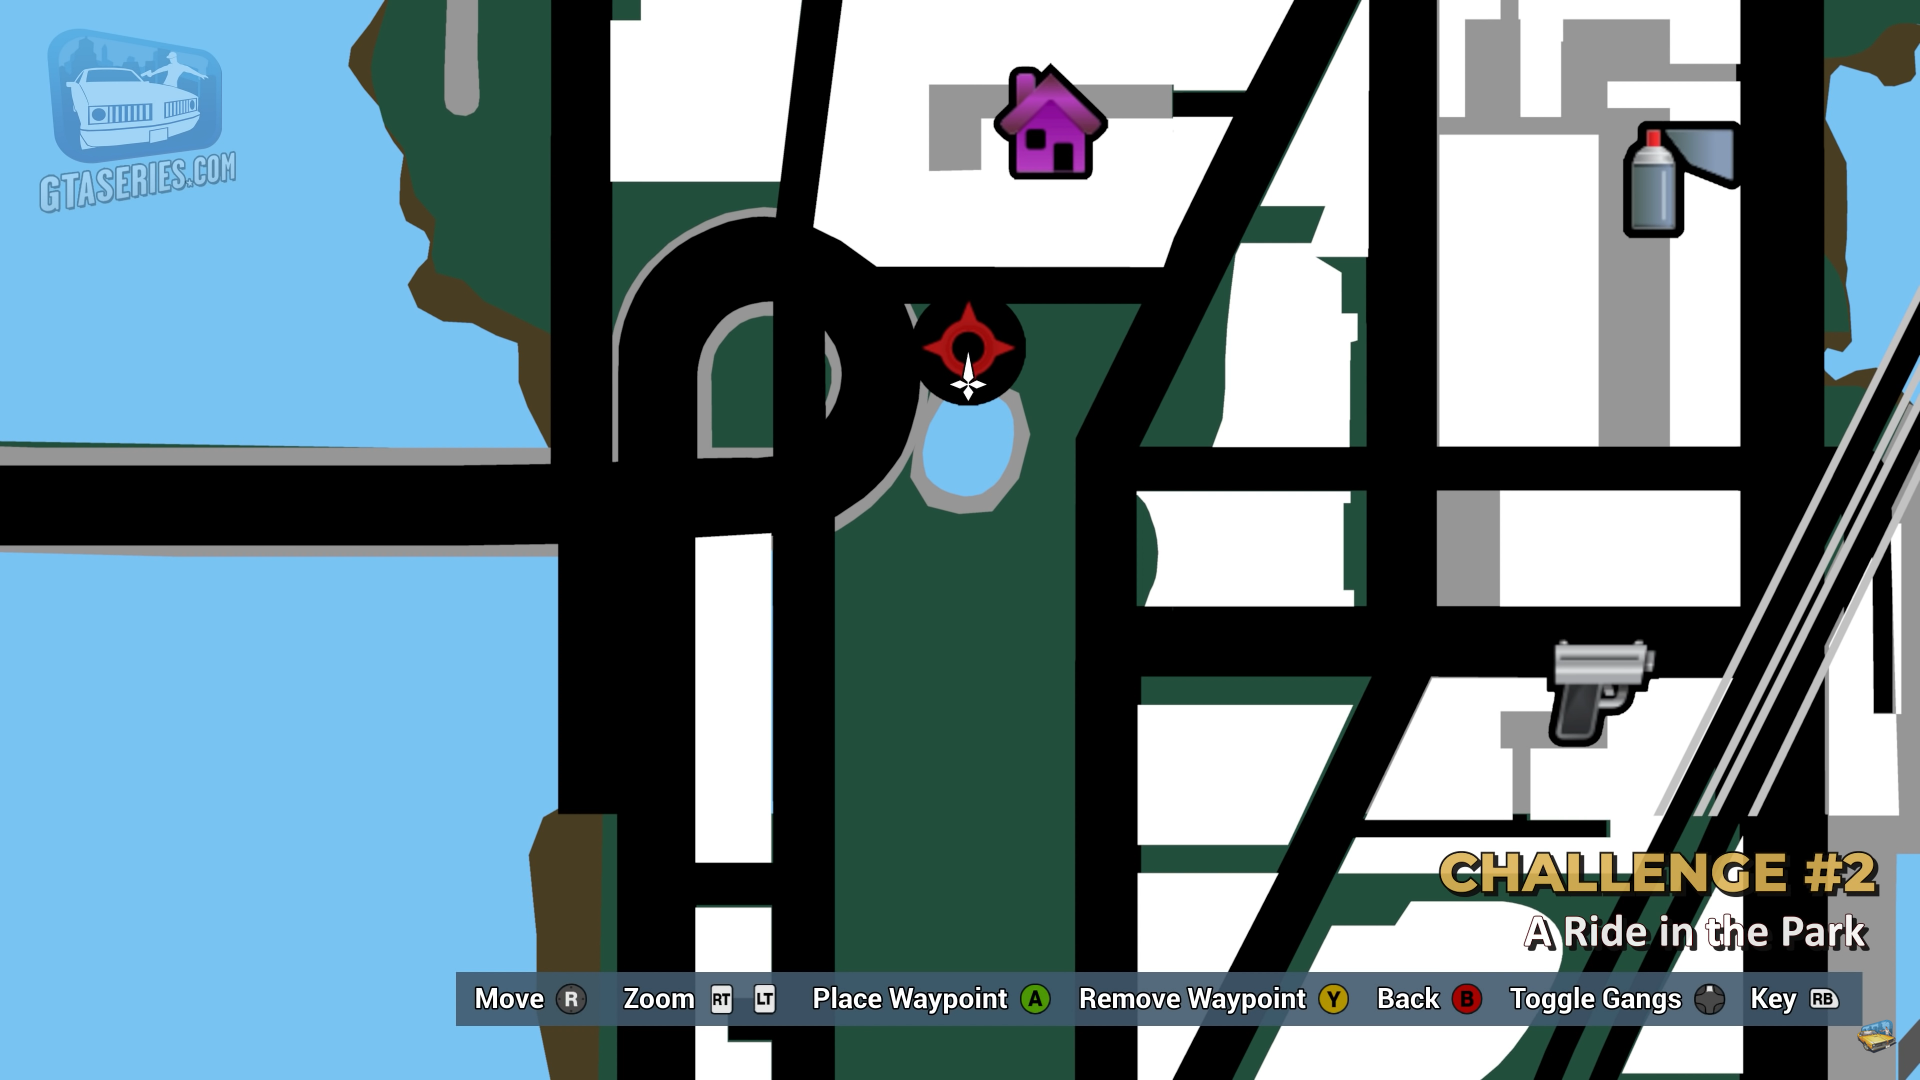 GTASERIES.COM
CHALLENGE #2
A Ride in the Park
Move R Zoom RT LT Place Waypoint A Remove Waypoint Y Back B Toggle Gangs Key RB